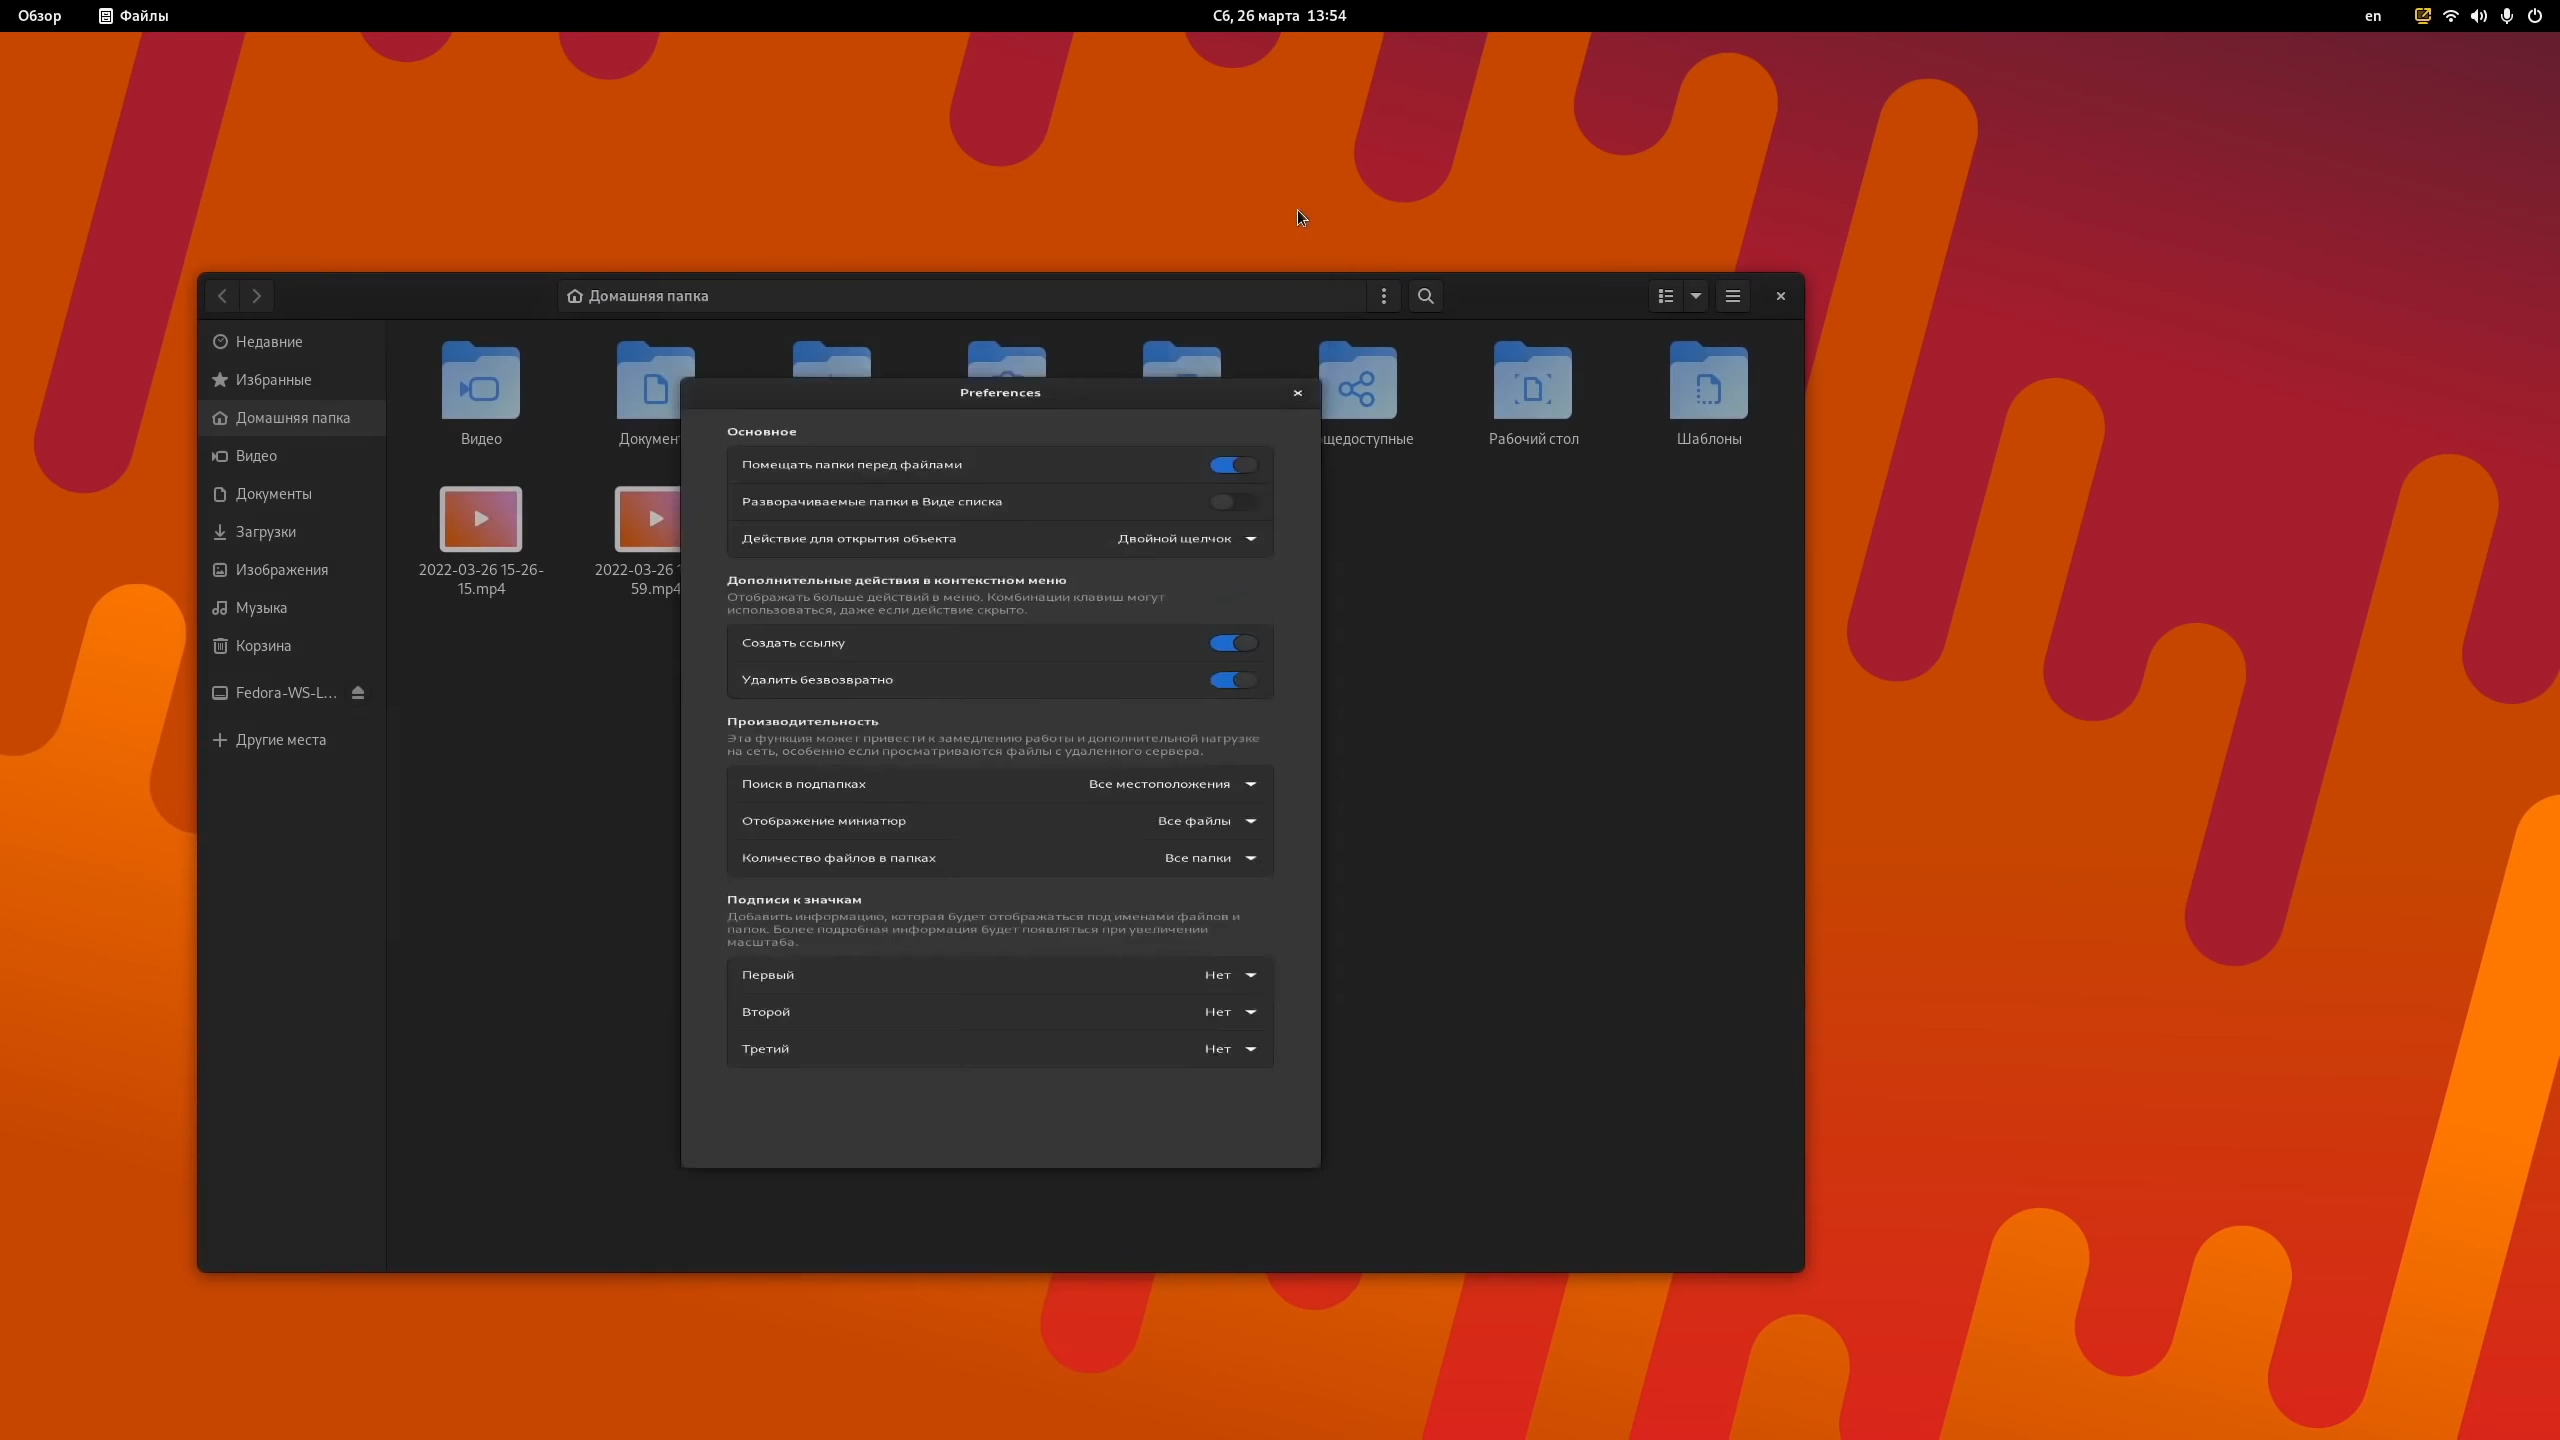 Обзор
Файлы
Сб, 26 марта 13:54
en
Домашняя папка
Недавние
Избранные
Домашняя папка
Видео
Документы
Загрузки
Изображения
Музыка
Корзина
Fedora-WS-L...
Другие места
Видео
Докумен
щедоступные
Рабочий стол
Шаблоны
2022-03-26 15-26-
15.mp4
2022-03-26
59.mp4
Preferences
Основное
Помещать папки перед файлами
Разворачиваемые папки в Виде списка
Действие для открытия объекта
Двойной щелчок
Дополнительные действия в контекстном меню
Отображать больше действий в меню. Комбинации клавиш могут
использоваться, даже если действие скрыто.
Создать ссылку
Удалить безвозвратно
Производительность
Эта функция может привести к замедлению работы и дополнительной нагрузке
на сеть, особенно если просматриваются файлы с удаленного сервера.
Поиск в подпапках
Все местоположения
Отображение миниатюр
Все файлы
Количество файлов в папках
Все папки
Подписи к значкам
Добавить информацию, которая будет отображаться под именами файлов и
папок. Более подробная информация будет появляться при увеличении
масштаба.
Первый
Нет
Второй
Нет
Третий
Нет